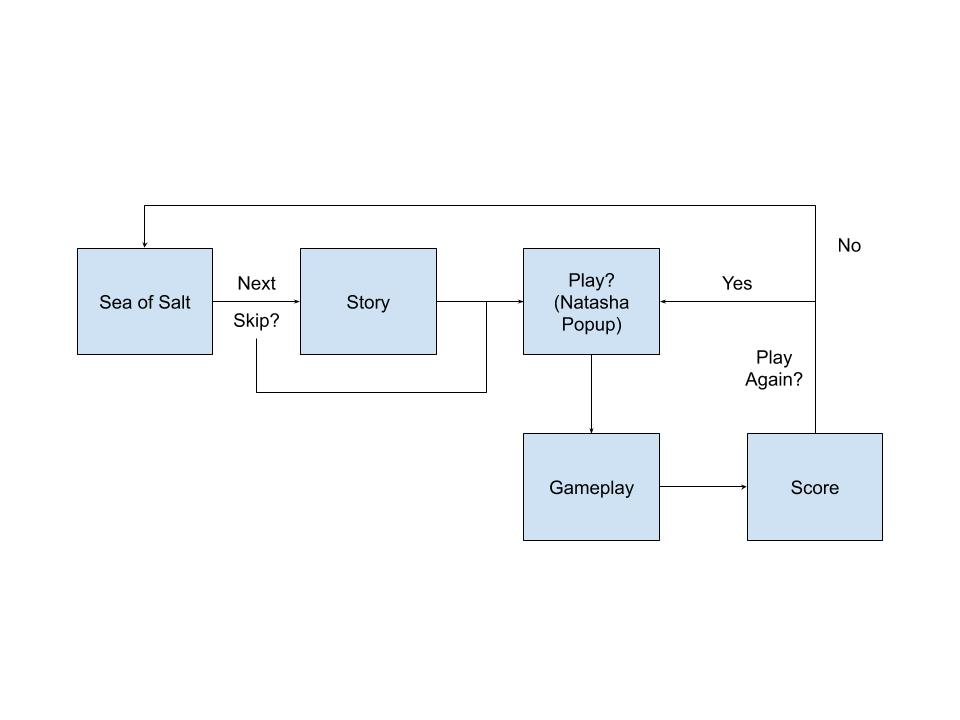 No
Next
Skip?
Sea of Salt
Story
Play?
(Natasha
Popup)
Yes
Play
Again?
Gameplay
Score